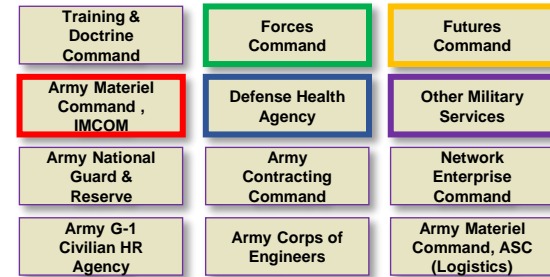 Training &
Doctrine
Command
Forces
Command
Futures
Command
Army Materiel
Command ,
IMCOM
Defense Health
Agency
Other Military
Services
Army National
Guard &
Reserve
Army
Contracting
Command
Network
Enterprise
Command
Army G-1
Civilian HR
Agency
Army Corps of
Engineers
Army Materiel
Command, ASC
(Logistics)